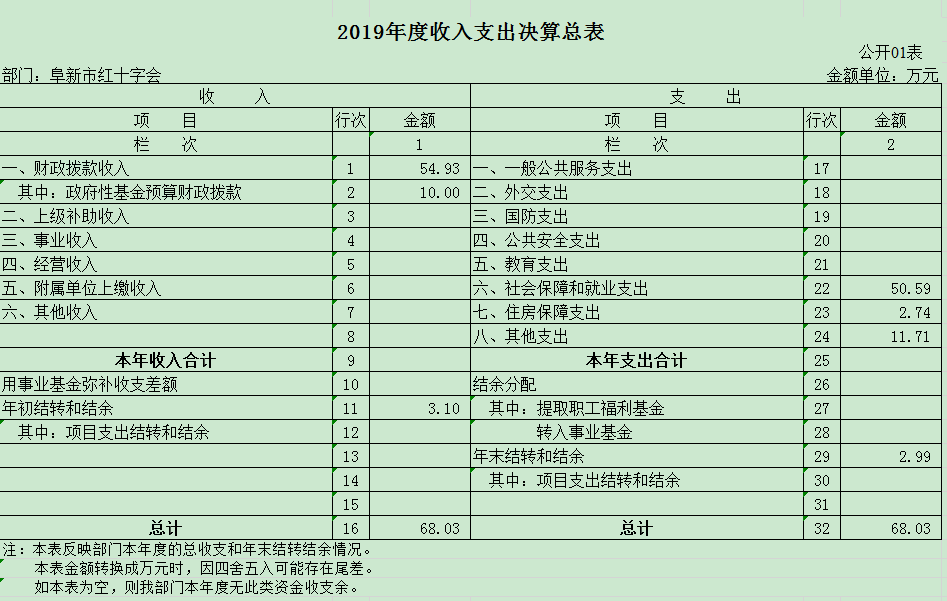 2019年度收入支出决算总表
公开01表
部门：阜新市红十字会 金额单位：万元
收 入 支 出
项 目 行次 金额 项 目 行次 金额
栏 次 1 栏 次 2
一、财政拨款收入 1 54.93 一、一般公共服务支出 17
其中：政府性基金预算财政拨款 2 10.00 二、外交支出 18
二、上级补助收入 3 三、国防支出 19
三、事业收入 4 四、公共安全支出 20
四、经营收入 5 五、教育支出 21
五、附属单位上缴收入 6 六、社会保障和就业支出 22 50.59
六、其他收入 7 七、住房保障支出 23 2.74
8 八、其他支出 24 11.71
本年收入合计 9 本年支出合计 25
用事业基金弥补收支差额 10 结余分配 26
年初结转和结余 11 3.10 其中：提取职工福利基金 27
其中：项目支出结转和结余 12 转入事业基金 28
13 年末结转和结余 29 2.99
14 其中：项目支出结转和结余 30
15 31
总计 16 68.03 总计 32 68.03
注：本表反映部门本年度的总收支和年末结转结余情况。
本表金额转换成万元时，因四舍五入可能存在尾差。
如本表为空，则我部门本年度无此类资金收支余。